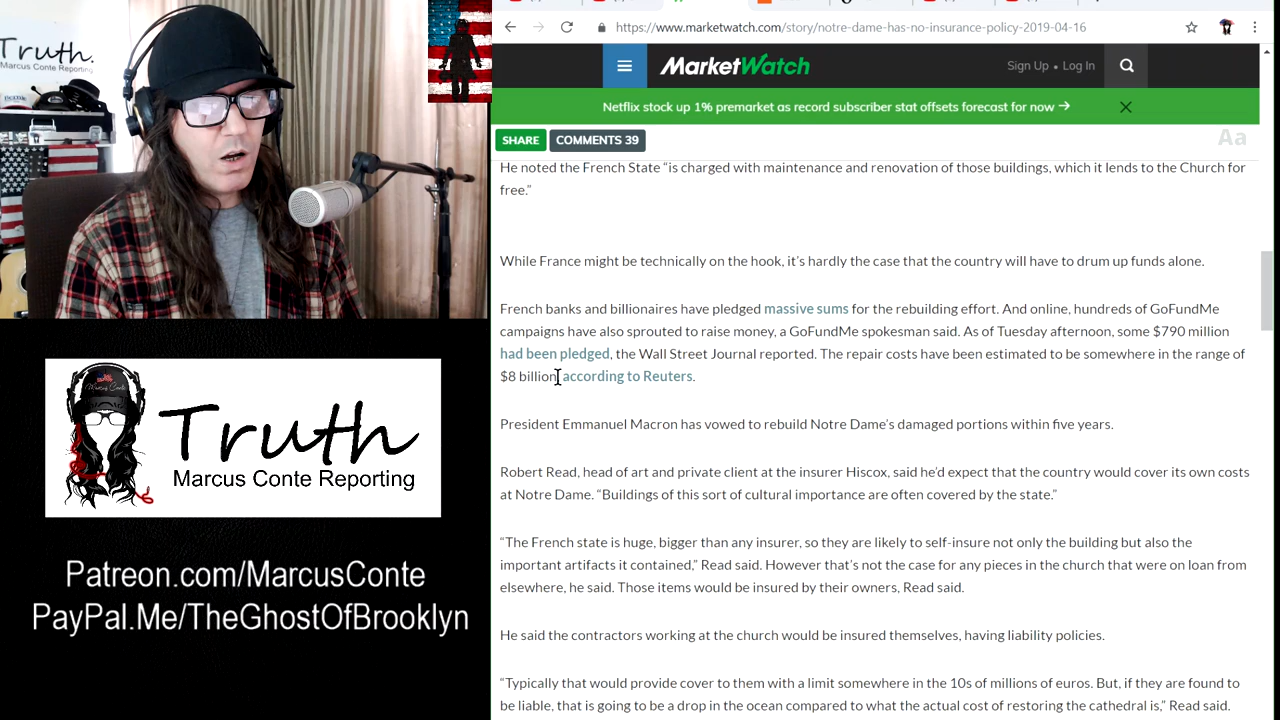 Truth.
Marcus Conte Reporting
https://www.marketwatch.com/story/notre-dame-has-no-insurance-policy-2019-04-16
MarketWatch
Sign Up • Log In
Netflix stock up 1% premarket as record subscriber stat offsets forecast for now →
SHARE
COMMENTS 39
Aa
He noted the French State “is charged with maintenance and renovation of those buildings, which it lends to the Church for
free.”
While France might be technically on the hook, it’s hardly the case that the country will have to drum up funds alone.
French banks and billionaires have pledged massive sums for the rebuilding effort. And online, hundreds of GoFundMe
campaigns have also sprouted to raise money, a GoFundMe spokesman said. As of Tuesday afternoon, some $790 million
had been pledged, the Wall Street Journal reported. The repair costs have been estimated to be somewhere in the range of
$8 billion according to Reuters.
President Emmanuel Macron has vowed to rebuild Notre Dame’s damaged portions within five years.
Robert Read, head of art and private client at the insurer Hiscox, said he’d expect that the country would cover its own costs
at Notre Dame. “Buildings of this sort of cultural importance are often covered by the state.”
“The French state is huge, bigger than any insurer, so they are likely to self-insure not only the building but also the
important artifacts it contained,” Read said. However that’s not the case for any pieces in the church that were on loan from
elsewhere, he said. Those items would be insured by their owners, Read said.
He said the contractors working at the church would be insured themselves, having liability policies.
“Typically that would provide cover to them with a limit somewhere in the 10s of millions of euros. But, if they are found to
be liable, that is going to be a drop in the ocean compared to what the actual cost of restoring the cathedral is,” Read said.
Truth
Marcus Conte Reporting
Patreon.com/MarcusConte
PayPal.Me/TheGhostOfBrooklyn